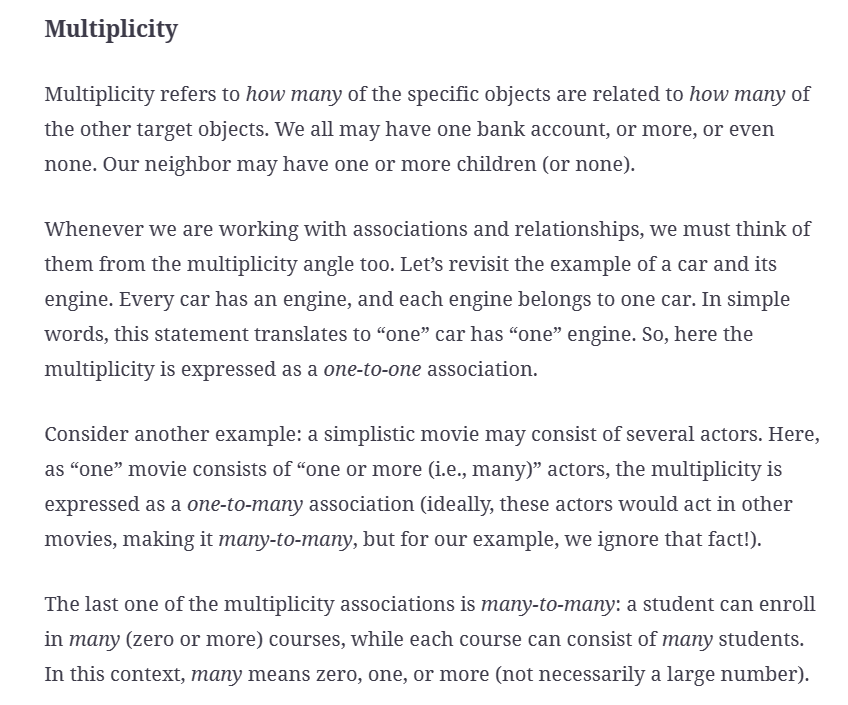 Multiplicity
Multiplicity refers to how many of the specific objects are related to how many of
the other target objects. We all may have one bank account, or more, or even
none. Our neighbor may have one or more children (or none).
Whenever we are working with associations and relationships, we must think of
them from the multiplicity angle too. Let’s revisit the example of a car and its
engine. Every car has an engine, and each engine belongs to one car. In simple
words, this statement translates to “one” car has “one” engine. So, here the
multiplicity is expressed as a one-to-one association.
Consider another example: a simplistic movie may consist of several actors. Here,
as “one” movie consists of “one or more (i.e., many)” actors, the multiplicity is
expressed as a one-to-many association (ideally, these actors would act in other
movies, making it many-to-many, but for our example, we ignore that fact!).
The last one of the multiplicity associations is many-to-many: a student can enroll
in many (zero or more) courses, while each course can consist of many students.
In this context, many means zero, one, or more (not necessarily a large number).